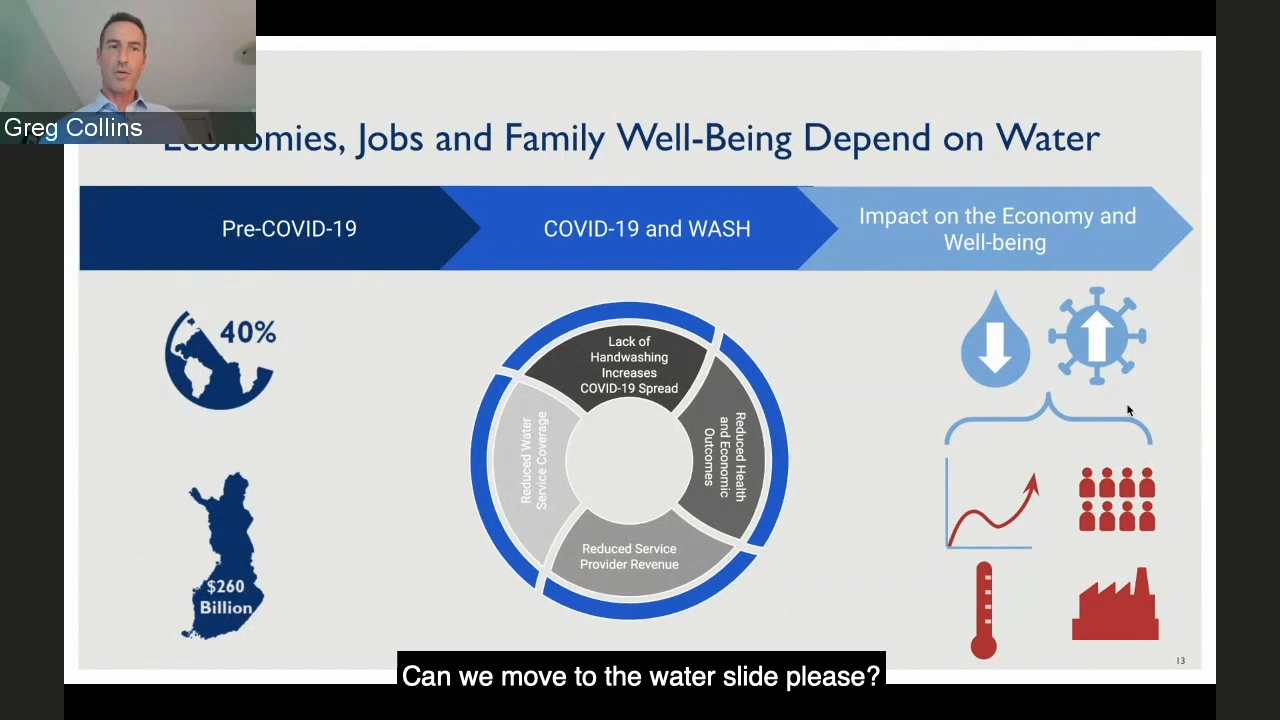 Greg Collins
Economies, Jobs and Family Well-Being Depend on Water
Pre-COVID-19
COVID-19 and WASH
Impact on the Economy and
Well-being
40%
$260
Billion
Lack of
Handwashing
Increases
COVID-19 Spread
Reduced Health
and Economic
Outcomes
Reduced Service
Provider Revenue
Reduced Water
Service Coverage
13
Can we move to the water slide please?